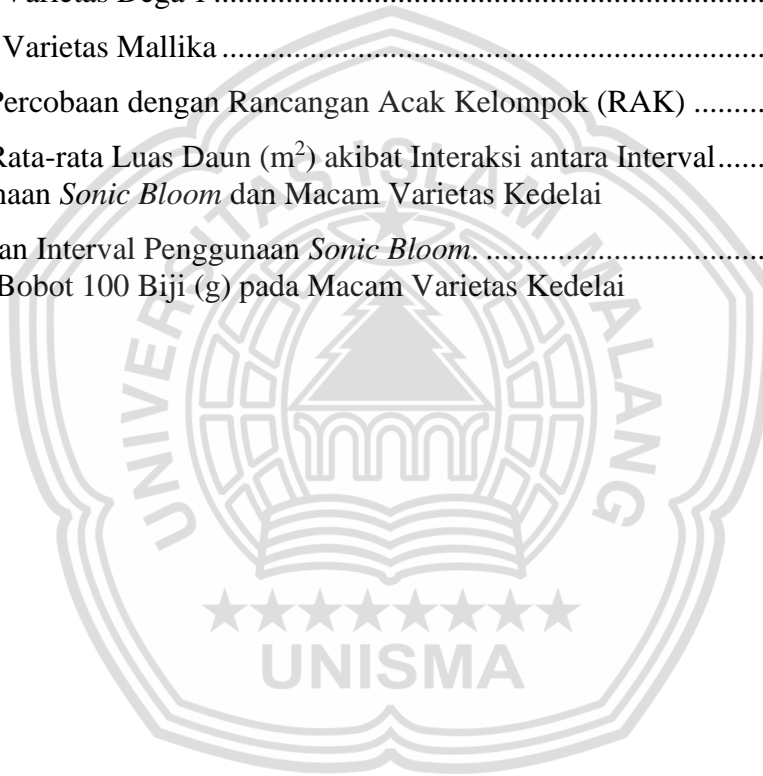 Varietas Dega 1 ....................................................................
Varietas Mallika ....................................................................
Percobaan dengan Rancangan Acak Kelompok (RAK) .........
Rata-rata Luas Daun (m²) akibat Interaksi antara Interval ......
naan Sonic Bloom dan Macam Varietas Kedelai
an Interval Penggunaan Sonic Bloom. ...................................
Bobot 100 Biji (g) pada Macam Varietas Kedelai
UNIVERSITAS ISLAM MALANG
UNISMA